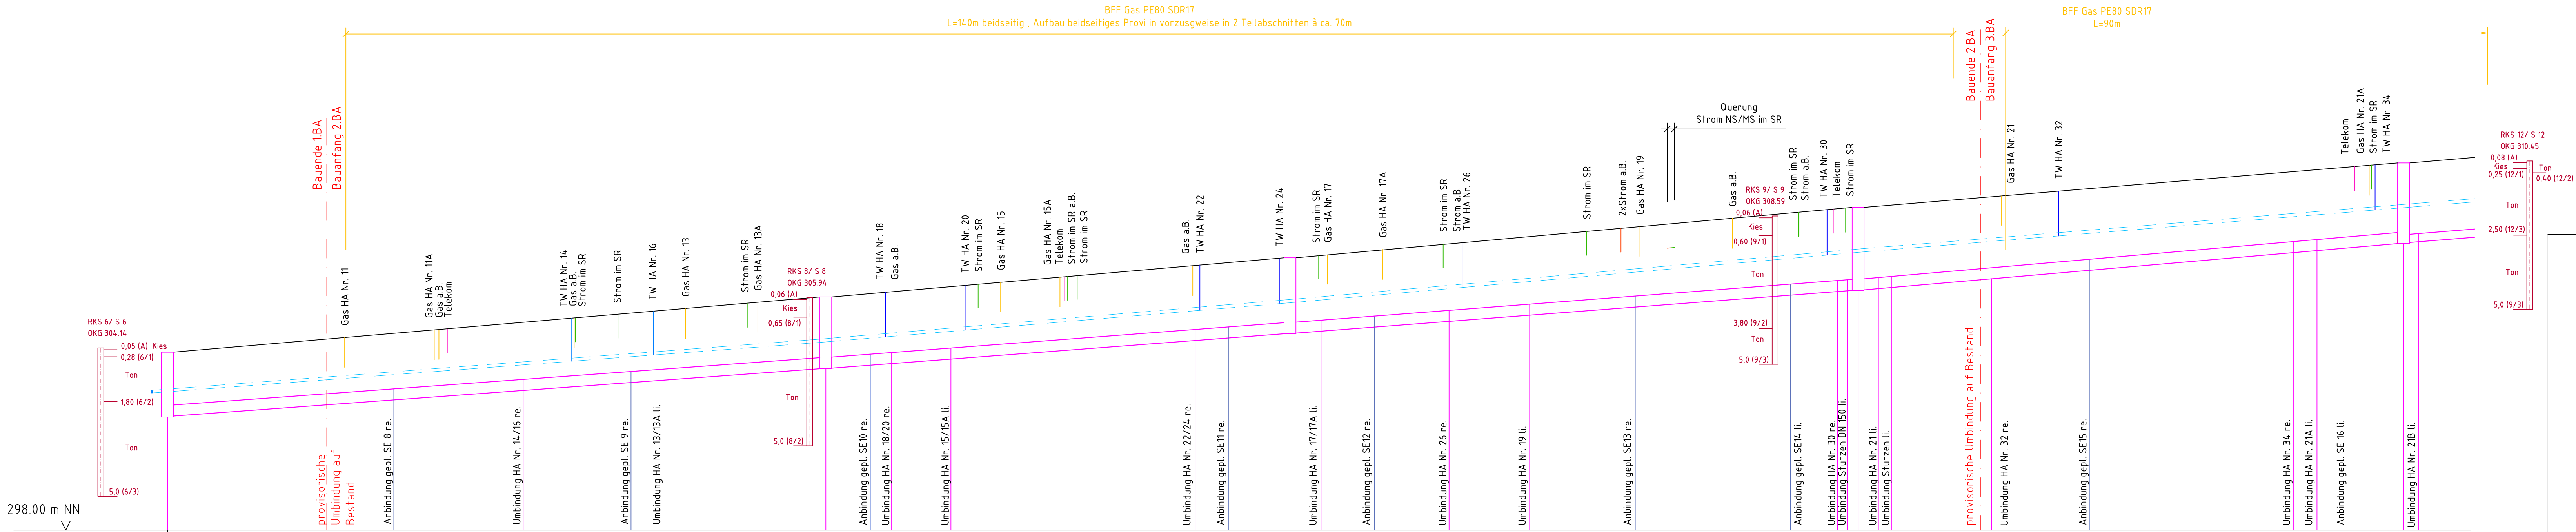 BFF Gas PE80 SDR17
L=140m beidseitig , Aufbau beidseitiges Provi in vorzusgweise in 2 Teilabschnitten à ca. 70m
BFF Gas PE80 SDR17
L=90m
Bauende 1.BA
Bauanfang 2.BA
Bauende 2.BA
Bauanfang 3.BA
Querung
Strom NS/MS im SR
Gas HA Nr. 11
Gas HA Nr. 11A
Gas a.B.
Telekom
TW HA Nr. 14
Gas a.B.
Strom im SR
Strom im SR
TW HA Nr. 16
Gas HA Nr. 13
Strom im SR
Gas HA Nr. 13A
TW HA Nr. 18
Gas a.B.
TW HA Nr. 20
Strom im SR
Gas HA Nr. 15
Gas HA Nr. 15A
Telekom
Strom im SR a.B.
Strom im SR
Gas a.B.
TW HA Nr. 22
TW HA Nr. 24
Strom im SR
Gas HA Nr. 17
Gas HA Nr. 17A
Strom im SR
Strom a.B.
TW HA Nr. 26
Strom im SR
2xStrom a.B.
Gas HA Nr. 19
Gas a.B.
Strom im SR
Strom a.B.
TW HA Nr. 30
Telekom
Strom im SR
Gas HA Nr. 21
TW HA Nr. 32
Telekom
Gas HA Nr. 21A
Strom im SR
TW HA Nr. 34
RKS 6/ S 6
OKG 304.14
0,05 (A) Kies
0,28 (6/1)
Ton
1,80 (6/2)
Ton
5,0 (6/3)
RKS 8/ S 8
OKG 305.94
0,06 (A)
Kies
0,65 (8/1)
Ton
5,0 (8/2)
RKS 9/ S 9
OKG 308.59
0,06 (A)
Kies
0,60 (9/1)
Ton
3,80 (9/2)
Ton
5,0 (9/3)
RKS 12/ S 12
OKG 310.45
0,08 (A)
Kies
Ton
0,25 (12/1)
0,40 (12/2)
Ton
2,50 (12/3)
Ton
5,0 (9/3)
provisorische
Umbindung auf
Bestand
Anbindung geol. SE 8 re.
Umbindung HA Nr. 14/16 re.
Anbindung gepl. SE 9 re.
Umbindung HA Nr. 13/13A li.
Anbindung gepl. SE10 re.
Umbindung HA Nr. 18/20 re.
Umbindung HA Nr. 15/15A li.
Umbindung HA Nr. 22/24 re.
Anbindung gepl. SE11 re.
Umbindung HA Nr. 17/17A li.
Anbindung gepl. SE12 re.
Umbindung HA Nr. 26 re.
Umbindung HA Nr. 19 li.
Anbindung gepl. SE13 re.
Anbindung gepl. SE14 li.
Umbindung HA Nr. 30 re.
Umbindung Stutzen DN 150 li.
Umbindung HA Nr. 21 li.
Umbindung Stutzen li.
provisorische Umbindung auf Bestand
Umbindung HA Nr. 32 re.
Anbindung gepl. SE15 re.
Umbindung HA Nr. 34 re.
Umbindung HA Nr. 21A li.
Anbindung gepl. SE 16 li.
Umbindung HA Nr. 21B li.
298.00 m NN